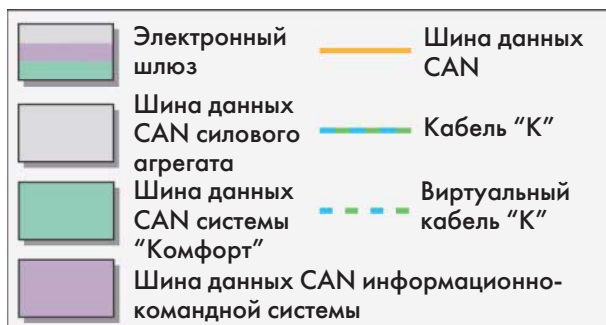 Электронный
шлюз
Шина данных
CAN силового
агрегата
Шина данных
CAN системы
“Комфорт”
Шина данных CAN информационно-
командной системы
Шина данных
CAN
Кабель “К”
Виртуальный
кабель “К”